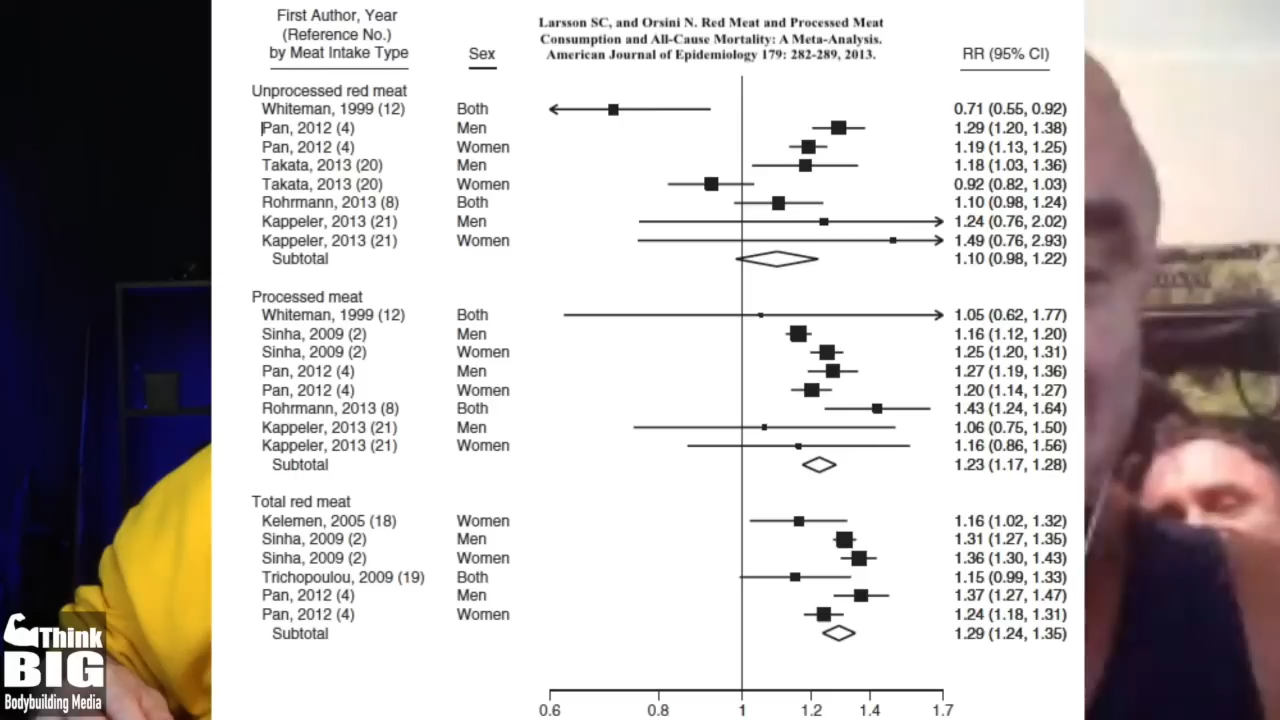 First Author, Year
(Reference No.)
by Meat Intake Type
Sex
Larsson SC, and Orsini N. Red Meat and Processed Meat
Consumption and All-Cause Mortality: A Meta-Analysis.
American Journal of Epidemiology 179: 282-289, 2013.
RR (95% CI)
Unprocessed red meat
Whiteman, 1999 (12) Both 0.71 (0.55, 0.92)
Pan, 2012 (4) Men 1.29 (1.20, 1.38)
Pan, 2012 (4) Women 1.19 (1.13, 1.25)
Takata, 2013 (20) Men 1.18 (1.03, 1.36)
Takata, 2013 (20) Women 0.92 (0.82, 1.03)
Rohrmann, 2013 (8) Both 1.10 (0.98, 1.24)
Kappeler, 2013 (21) Men 1.24 (0.76, 2.02)
Kappeler, 2013 (21) Women 1.49 (0.76, 2.93)
Subtotal 1.10 (0.98, 1.22)
Processed meat
Whiteman, 1999 (12) Both 1.05 (0.62, 1.77)
Sinha, 2009 (2) Men 1.16 (1.12, 1.20)
Sinha, 2009 (2) Women 1.25 (1.20, 1.31)
Pan, 2012 (4) Men 1.27 (1.19, 1.36)
Pan, 2012 (4) Women 1.20 (1.14, 1.27)
Rohrmann, 2013 (8) Both 1.43 (1.24, 1.64)
Kappeler, 2013 (21) Men 1.06 (0.75, 1.50)
Kappeler, 2013 (21) Women 1.16 (0.86, 1.56)
Subtotal 1.23 (1.17, 1.28)
Total red meat
Kelemen, 2005 (18) Women 1.16 (1.02, 1.32)
Sinha, 2009 (2) Men 1.31 (1.27, 1.35)
Sinha, 2009 (2) Women 1.36 (1.30, 1.43)
Trichopoulou, 2009 (19) Both 1.15 (0.99, 1.33)
Pan, 2012 (4) Men 1.37 (1.27, 1.47)
Pan, 2012 (4) Women 1.24 (1.18, 1.31)
Subtotal 1.29 (1.24, 1.35)
0.6 0.8 1 1.2 1.4 1.7
Think
BIG
Bodybuilding Media